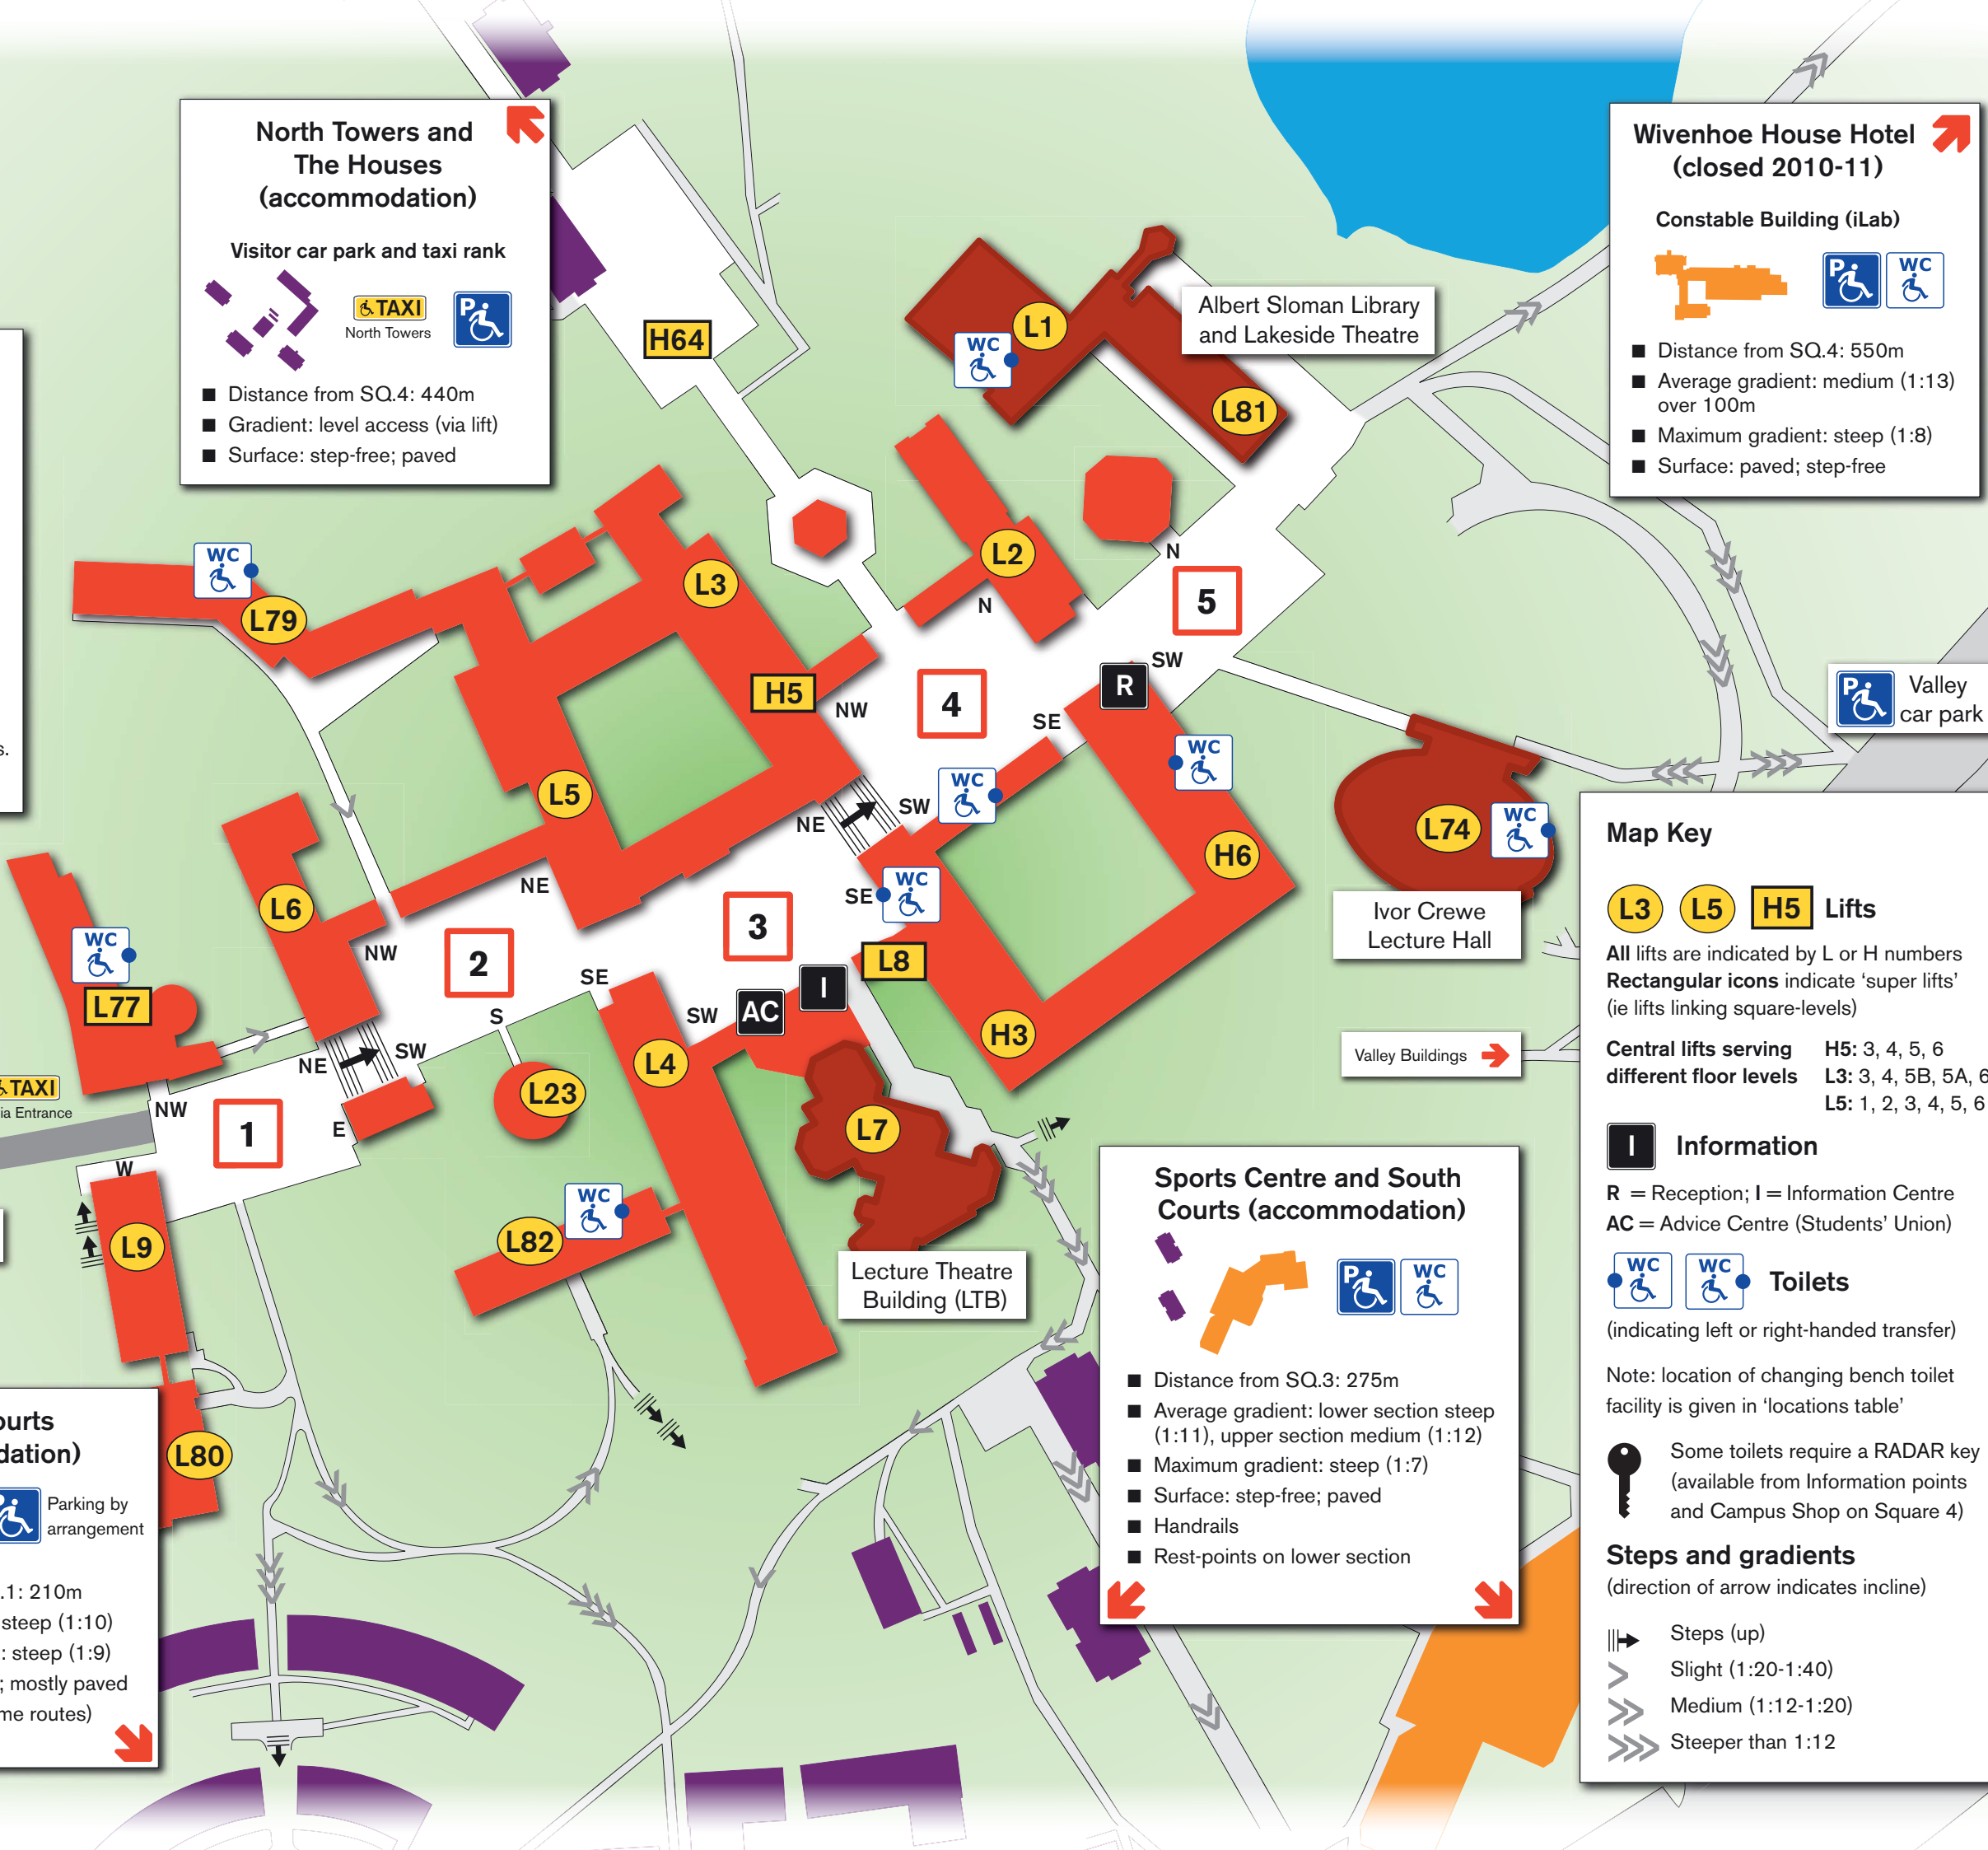 North Towers and
The Houses
(accommodation)
Visitor car park and taxi rank
TAXI
North Towers
P
■ Distance from SQ.4: 440m
■ Gradient: level access (via lift)
■ Surface: step-free; paved
Wivenhoe House Hotel
(closed 2010-11)
Constable Building (iLab)
P
WC
■ Distance from SQ.4: 550m
■ Average gradient: medium (1:13)
over 100m
■ Maximum gradient: steep (1:8)
■ Surface: paved; step-free
H64
L1
WC
Albert Sloman Library
and Lakeside Theatre
L81
L2
N
N
5
SW
R
WC
L79
L3
H5
NW
4
SE
P
Valley
car park
s.
L5
NE
SW
WC
WC
H6
L74
WC
Ivor Crewe
Lecture Hall
L6
NE
SE
WC
3
NW
2
SE
S
L8
I
AC
SW
H3
WC
L77
NE
SW
L4
L23
L7
TAXI
ia Entrance
NW
1
E
W
L9
WC
L82
Lecture Theatre
Building (LTB)
Valley Buildings
L80
ourts
dation)
Parking by
arrangement
.1: 210m
steep (1:10)
: steep (1:9)
; mostly paved
me routes)
Sports Centre and South
Courts (accommodation)
P
WC
■ Distance from SQ.3: 275m
■ Average gradient: lower section steep
(1:11), upper section medium (1:12)
■ Maximum gradient: steep (1:7)
■ Surface: step-free; paved
■ Handrails
■ Rest-points on lower section
Map Key
L3 L5 H5 Lifts
All lifts are indicated by L or H numbers
Rectangular icons indicate ‘super lifts’
(ie lifts linking square-levels)
Central lifts serving H5: 3, 4, 5, 6
different floor levels L3: 3, 4, 5B, 5A, 6
L5: 1, 2, 3, 4, 5, 6
I Information
R = Reception; I = Information Centre
AC = Advice Centre (Students’ Union)
WC WC Toilets
(indicating left or right-handed transfer)
Note: location of changing bench toilet
facility is given in ‘locations table’
Some toilets require a RADAR key
(available from Information points
and Campus Shop on Square 4)
Steps and gradients
(direction of arrow indicates incline)
Steps (up)
Slight (1:20-1:40)
Medium (1:12-1:20)
Steeper than 1:12